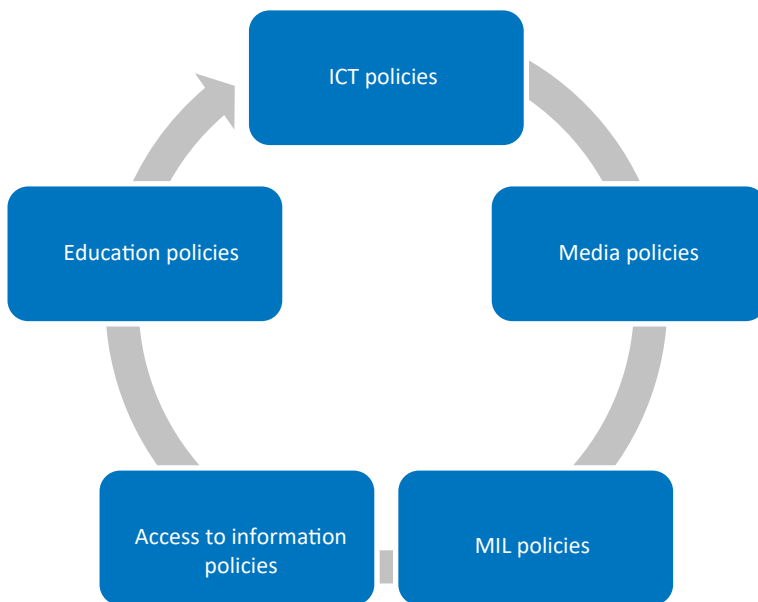 ICT policies
Media policies
MIL policies
Access to information
policies
Education policies